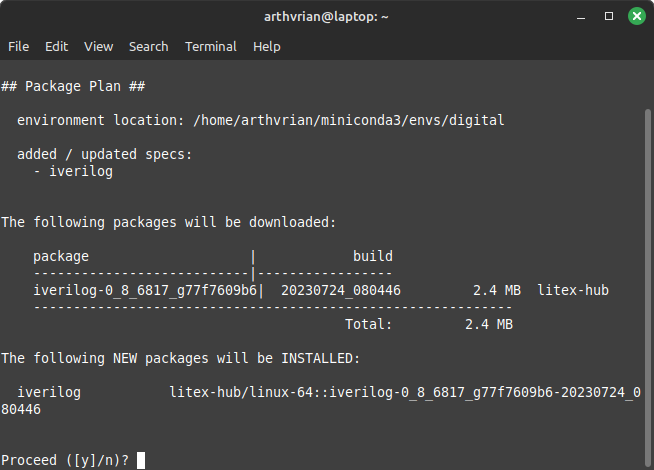 arthvrian@laptop: ~
File Edit View Search Terminal Help
## Package Plan ##
environment location: /home/arthvrian/miniconda3/envs/digital
added / updated specs:
- iverilog
The following packages will be downloaded:
package | build
---------------------------|-----------------
iverilog-0_8_6817_g77f7609b6| 20230724_080446 2.4 MB litex-hub
------------------------------------------------------------
Total: 2.4 MB
The following NEW packages will be INSTALLED:
iverilog litex-hub/linux-64::iverilog-0_8_6817_g77f7609b6-20230724_0
80446
Proceed ([y]/n)?